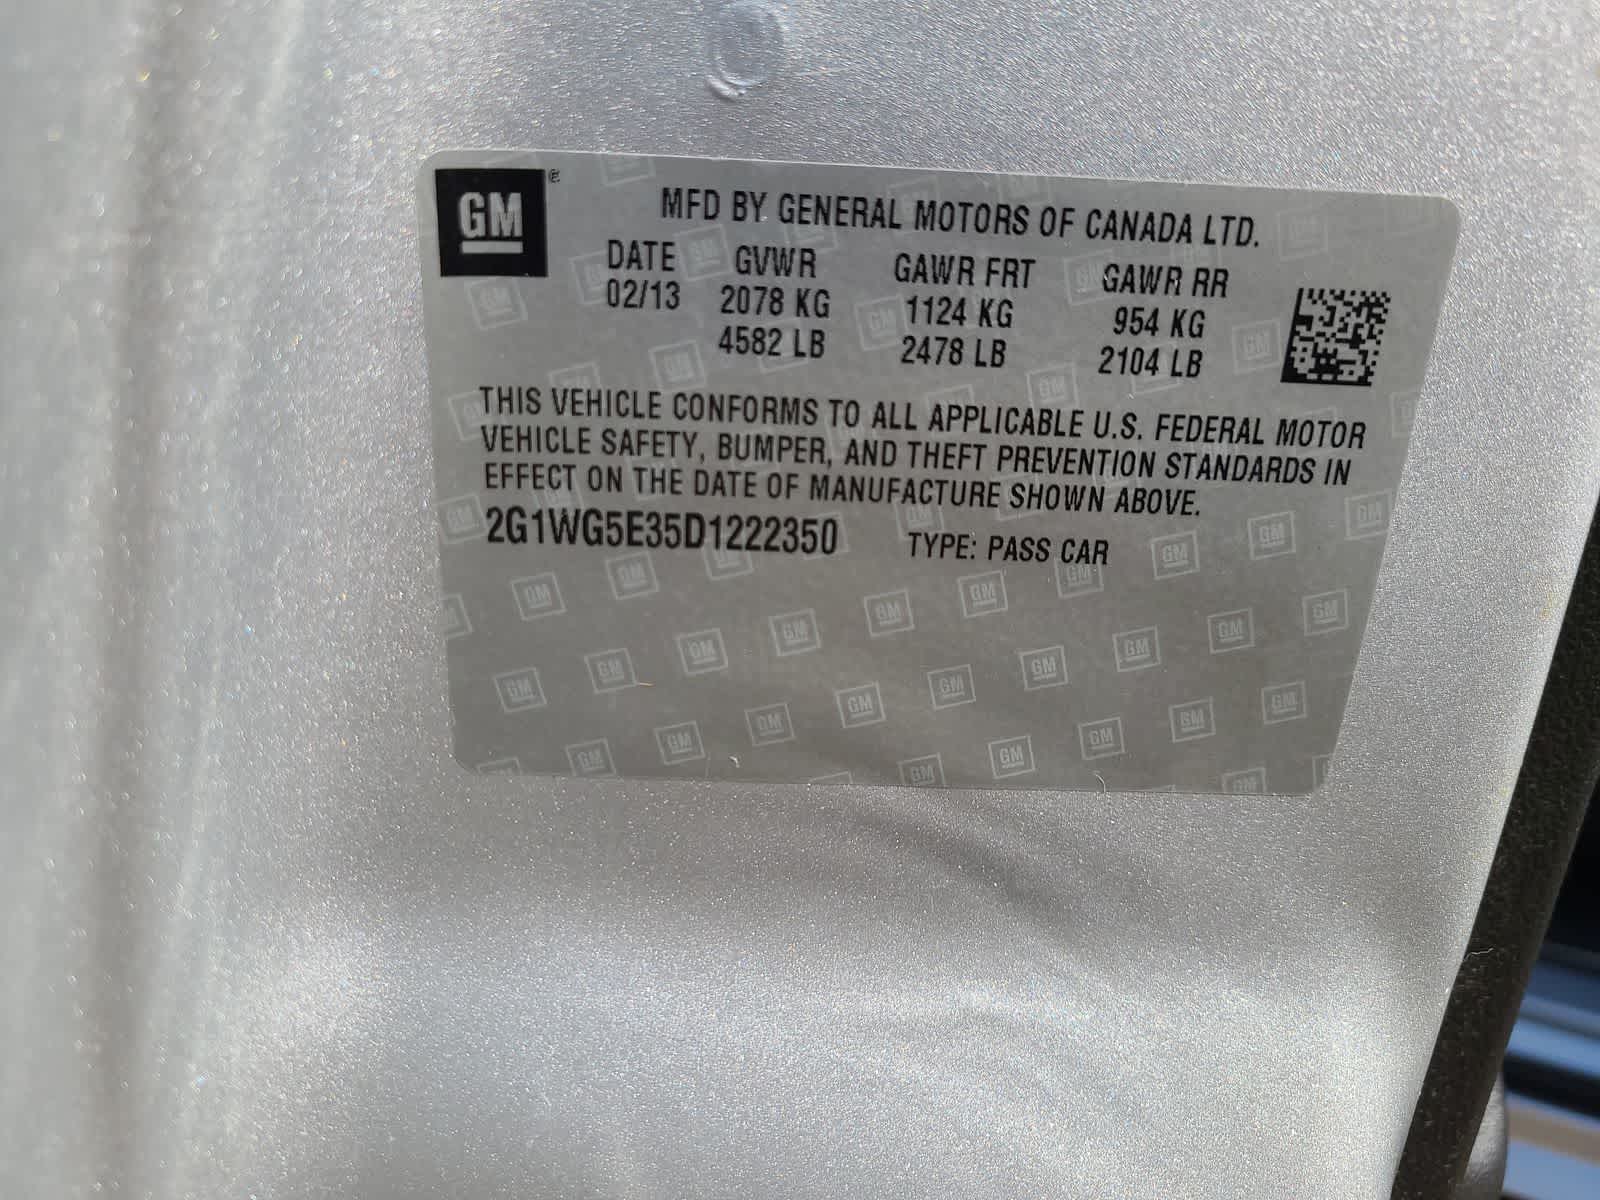 GM
MFD BY GENERAL MOTORS OF CANADA LTD.
DATE GVWR GAWR FRT GAWR RR
02/13 2078 KG 1124 KG 954 KG
4582 LB 2478 LB 2104 LB
THIS VEHICLE CONFORMS TO ALL APPLICABLE U.S. FEDERAL MOTOR
VEHICLE SAFETY, BUMPER, AND THEFT PREVENTION STANDARDS IN
EFFECT ON THE DATE OF MANUFACTURE SHOWN ABOVE.
2G1WG5E35D1222350 TYPE: PASS CAR